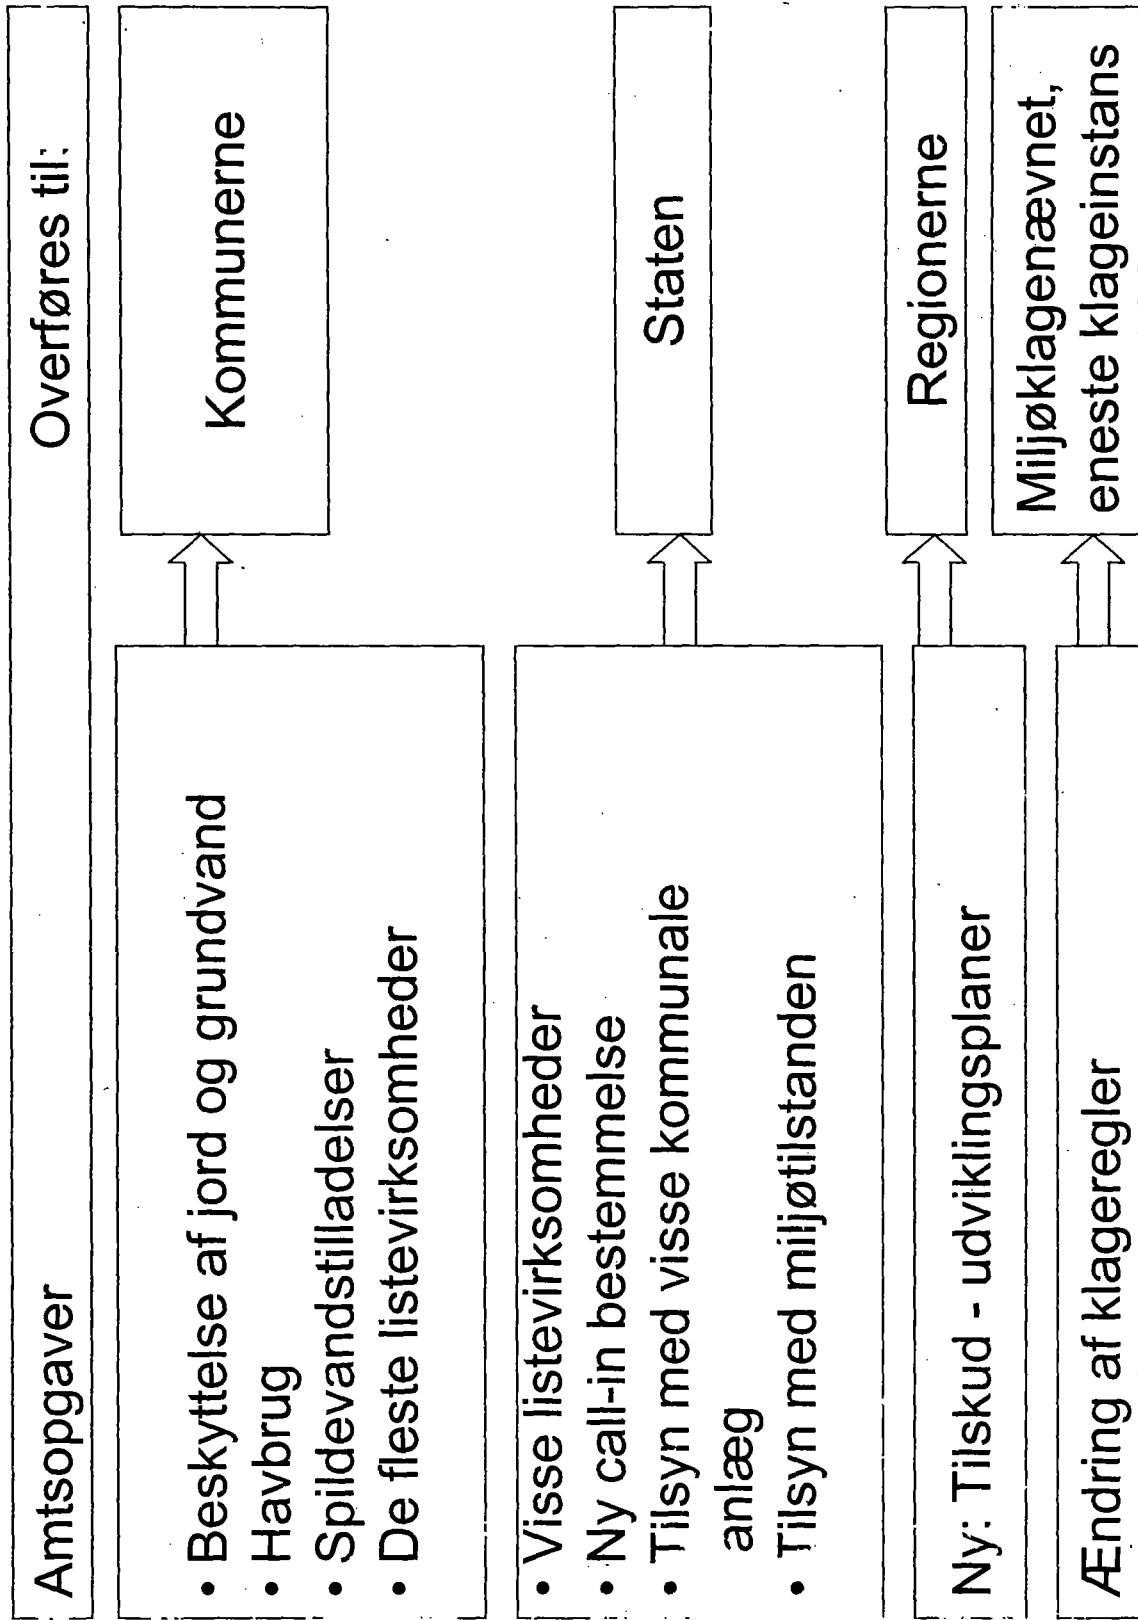 Amtsopgaver
Overføres til:
• Beskyttelse af jord og grundvand
• Havbrug
• Spildevandstilladelser
• De fleste listevirksomheder
Kommunerne
• Visse listevirksomheder
• Ny call-in bestemmelse
• Tilsyn med visse kommunale
anlæg
• Tilsyn med miljøtilstanden
Staten
Ny: Tilskud - udviklingsplaner
Regionerne
Ændring af klageregler
Miljøklagenævnet,
eneste klageinstans